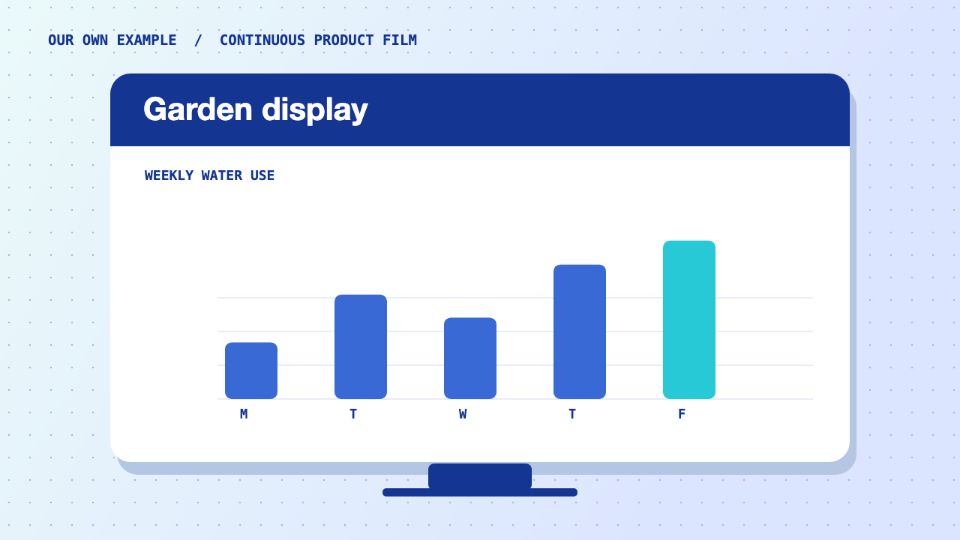 OUR OWN EXAMPLE / CONTINUOUS PRODUCT FILM
Garden display
WEEKLY WATER USE
M T W T F